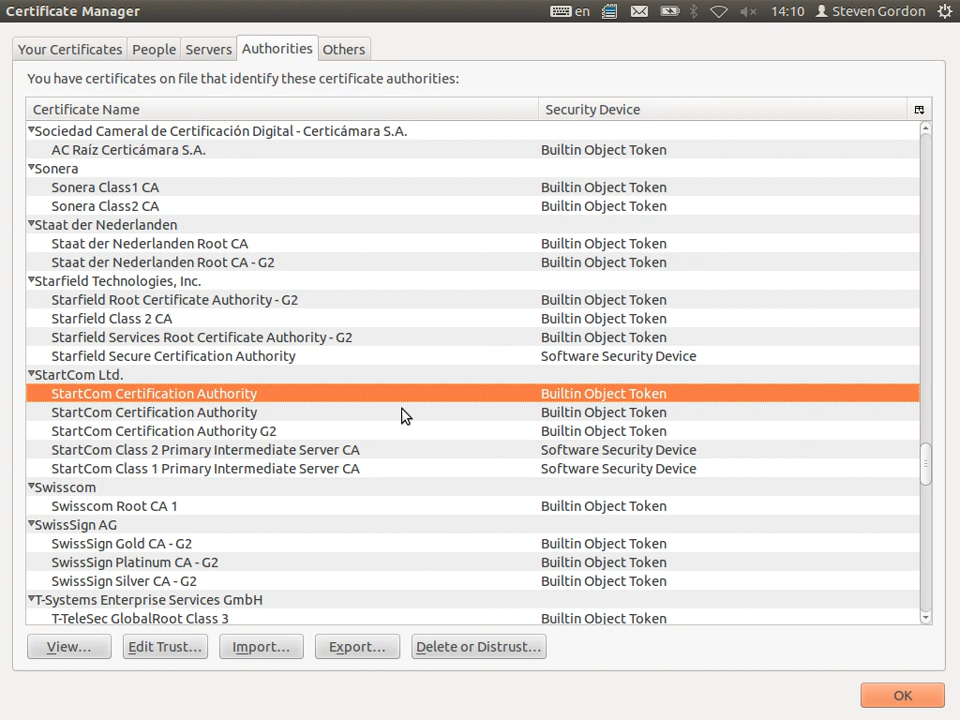 Certificate Manager en 14:10 Steven Gordon
Your Certificates People Servers Authorities Others
You have certificates on file that identify these certificate authorities:
Certificate Name Security Device
Sociedad Cameral de Certificación Digital - Certicámara S.A.
AC Raíz Certicámara S.A. Builtin Object Token
Sonera
Sonera Class1 CA Builtin Object Token
Sonera Class2 CA Builtin Object Token
Staat der Nederlanden
Staat der Nederlanden Root CA Builtin Object Token
Staat der Nederlanden Root CA - G2 Builtin Object Token
Starfield Technologies, Inc.
Starfield Root Certificate Authority - G2 Builtin Object Token
Starfield Class 2 CA Builtin Object Token
Starfield Services Root Certificate Authority - G2 Builtin Object Token
Starfield Secure Certification Authority Software Security Device
StartCom Ltd.
StartCom Certification Authority Builtin Object Token
StartCom Certification Authority Builtin Object Token
StartCom Certification Authority G2 Builtin Object Token
StartCom Class 2 Primary Intermediate Server CA Software Security Device
StartCom Class 1 Primary Intermediate Server CA Software Security Device
Swisscom
Swisscom Root CA 1 Builtin Object Token
SwissSign AG
SwissSign Gold CA - G2 Builtin Object Token
SwissSign Platinum CA - G2 Builtin Object Token
SwissSign Silver CA - G2 Builtin Object Token
T-Systems Enterprise Services GmbH
T-TeleSec GlobalRoot Class 3 Builtin Object Token
View... Edit Trust... Import... Export... Delete or Distrust...
OK